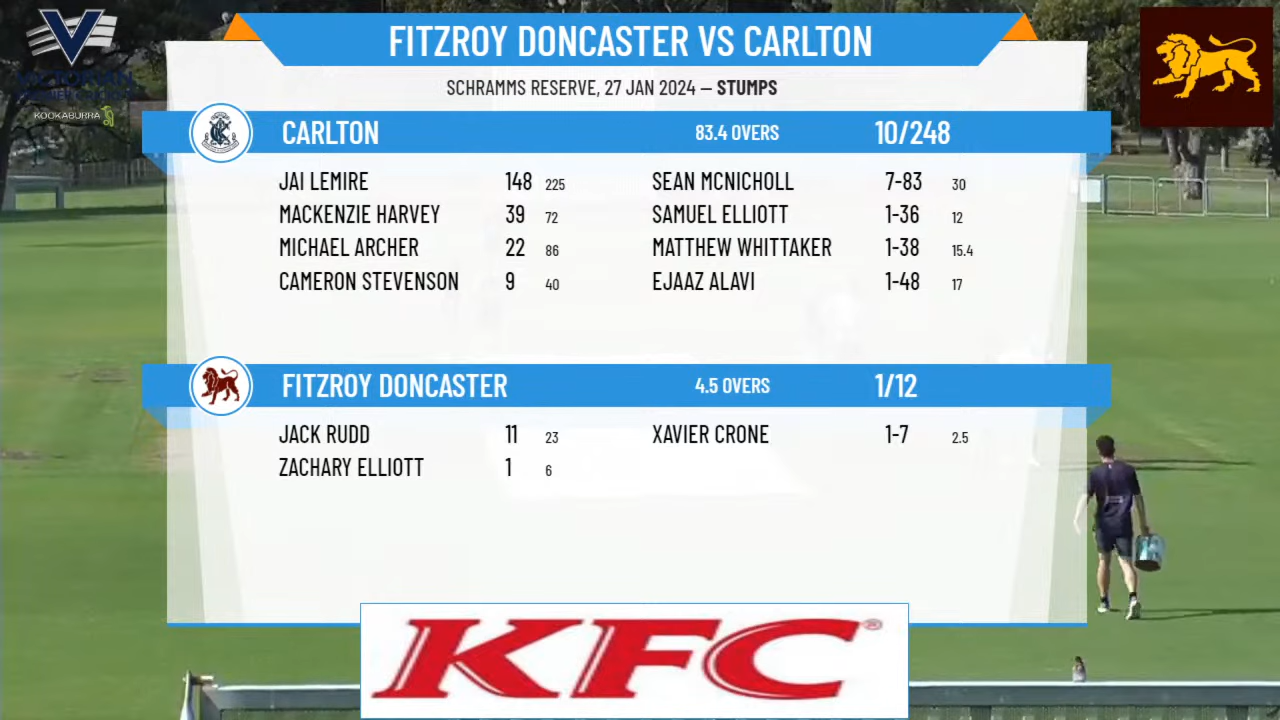 FITZROY DONCASTER VS CARLTON
SCHRAMMS RESERVE, 27 JAN 2024 – STUMPS
KOOKABURRA
CARLTON 83.4 OVERS 10/248
JAI LEMIRE 148 225 SEAN MCNICHOLL 7-83 30
MACKENZIE HARVEY 39 72 SAMUEL ELLIOTT 1-36 12
MICHAEL ARCHER 22 86 MATTHEW WHITTAKER 1-38 15.4
CAMERON STEVENSON 9 40 EJAAZ ALAVI 1-48 17
FITZROY DONCASTER 4.5 OVERS 1/12
JACK RUDD 11 23 XAVIER CRONE 1-7 2.5
ZACHARY ELLIOTT 1 6
KFC®